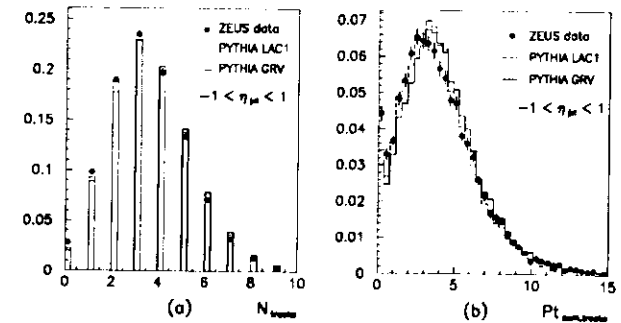 ZEUS data
PYTHIA LAC1
PYTHIA GRV
-1 < η < 1
0.25
0.2
0.15
0.1
0.05
0
0 2 4 6 8 10
(a) N tracks
ZEUS data
PYTHIA LAC1
PYTHIA GRV
-1 < η < 1
0.07
0.06
0.05
0.04
0.03
0.02
0.01
0
0 5 10 15
(b) Pt